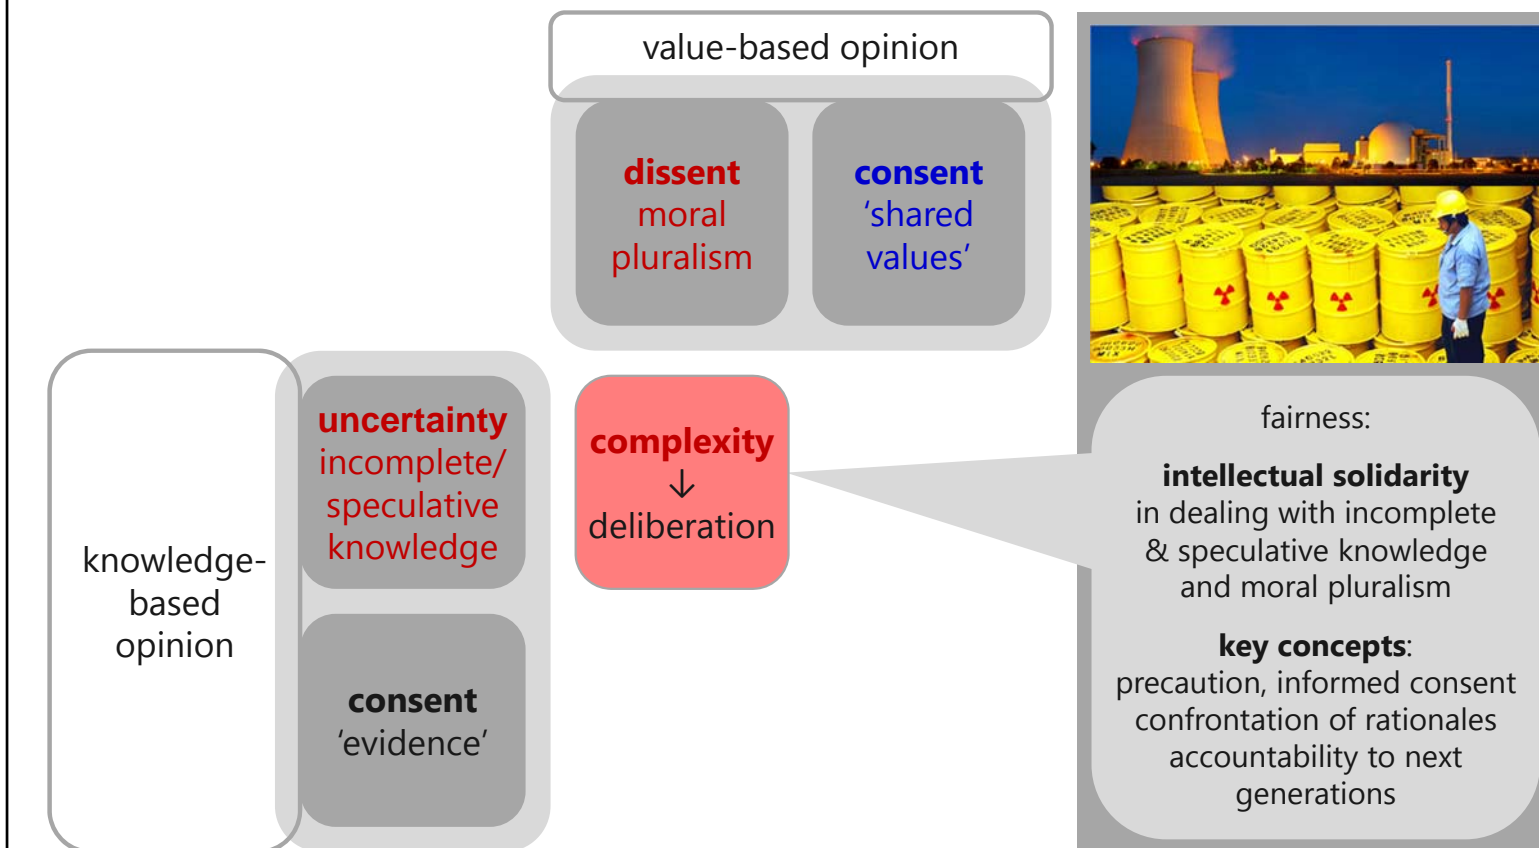 value-based opinion
dissent
moral
pluralism
consent
‘shared
values’
knowledge-
based
opinion
uncertainty
incomplete/
speculative
knowledge
consent
‘evidence’
complexity
↓
deliberation
fairness:
intellectual solidarity
in dealing with incomplete
& speculative knowledge
and moral pluralism
key concepts:
precaution, informed consent
confrontation of rationales
accountability to next
generations